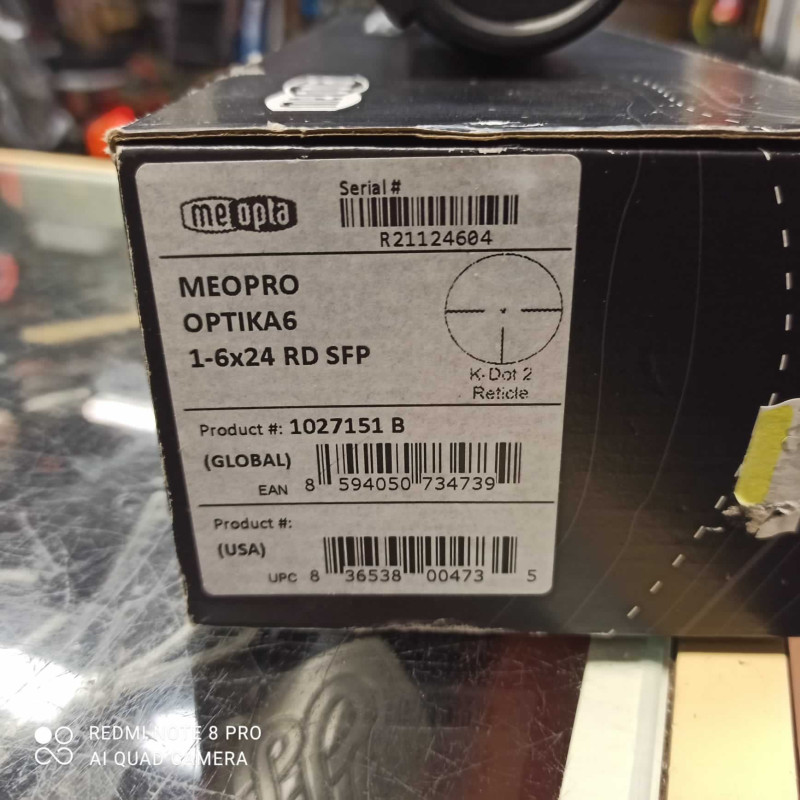 meopta
Serial #
R21124604
MEOPRO
OPTIKA6
1-6x24 RD SFP
K-Dot 2
Reticle
Product #: 1027151 B
(GLOBAL)
EAN 8 594050 734739
Product #:
(USA)
UPC 8 36538 00473 5
REDMI NOTE 8 PRO
AI QUAD CAMERA